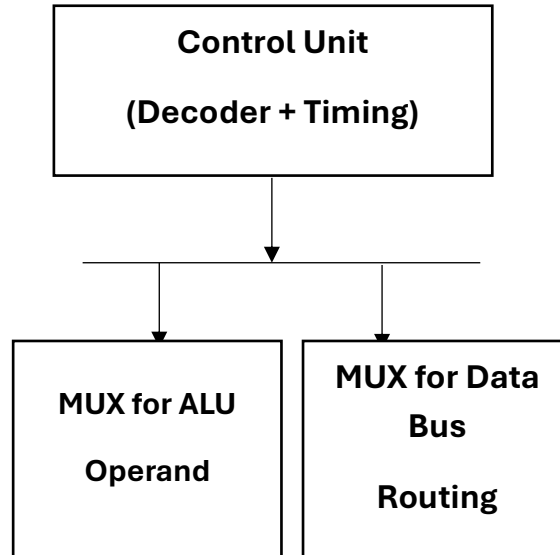 Control Unit
(Decoder + Timing)
MUX for ALU
Operand
MUX for Data
Bus
Routing